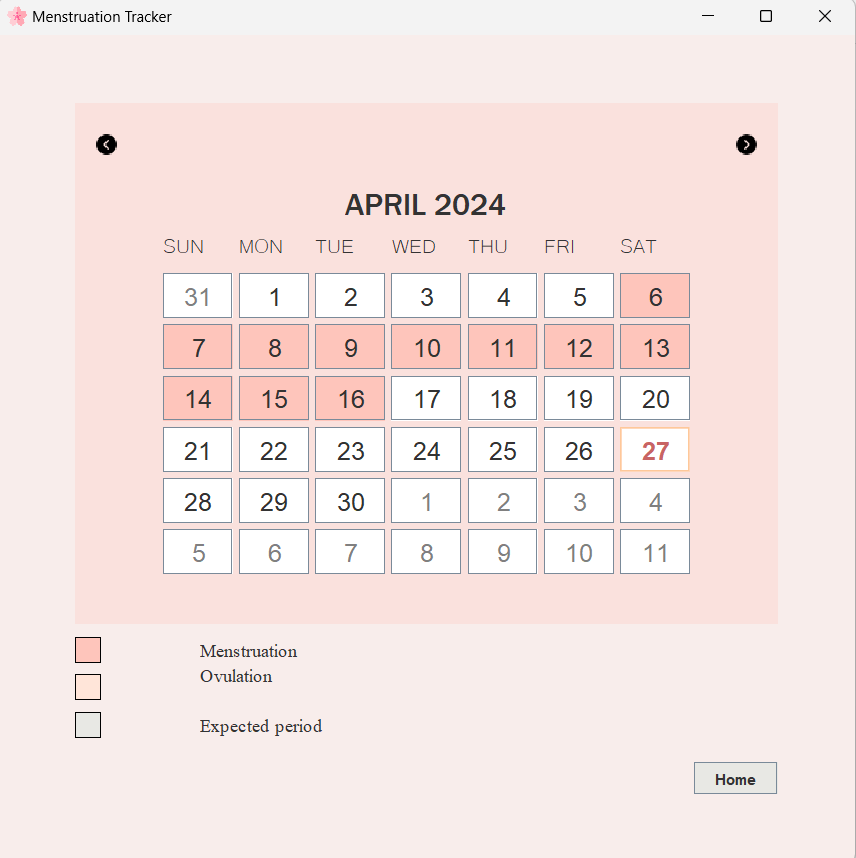 Menstruation Tracker
APRIL 2024
SUN MON TUE WED THU FRI SAT
31 1 2 3 4 5 6
7 8 9 10 11 12 13
14 15 16 17 18 19 20
21 22 23 24 25 26 27
28 29 30 1 2 3 4
5 6 7 8 9 10 11
Menstruation
Ovulation
Expected period
Home